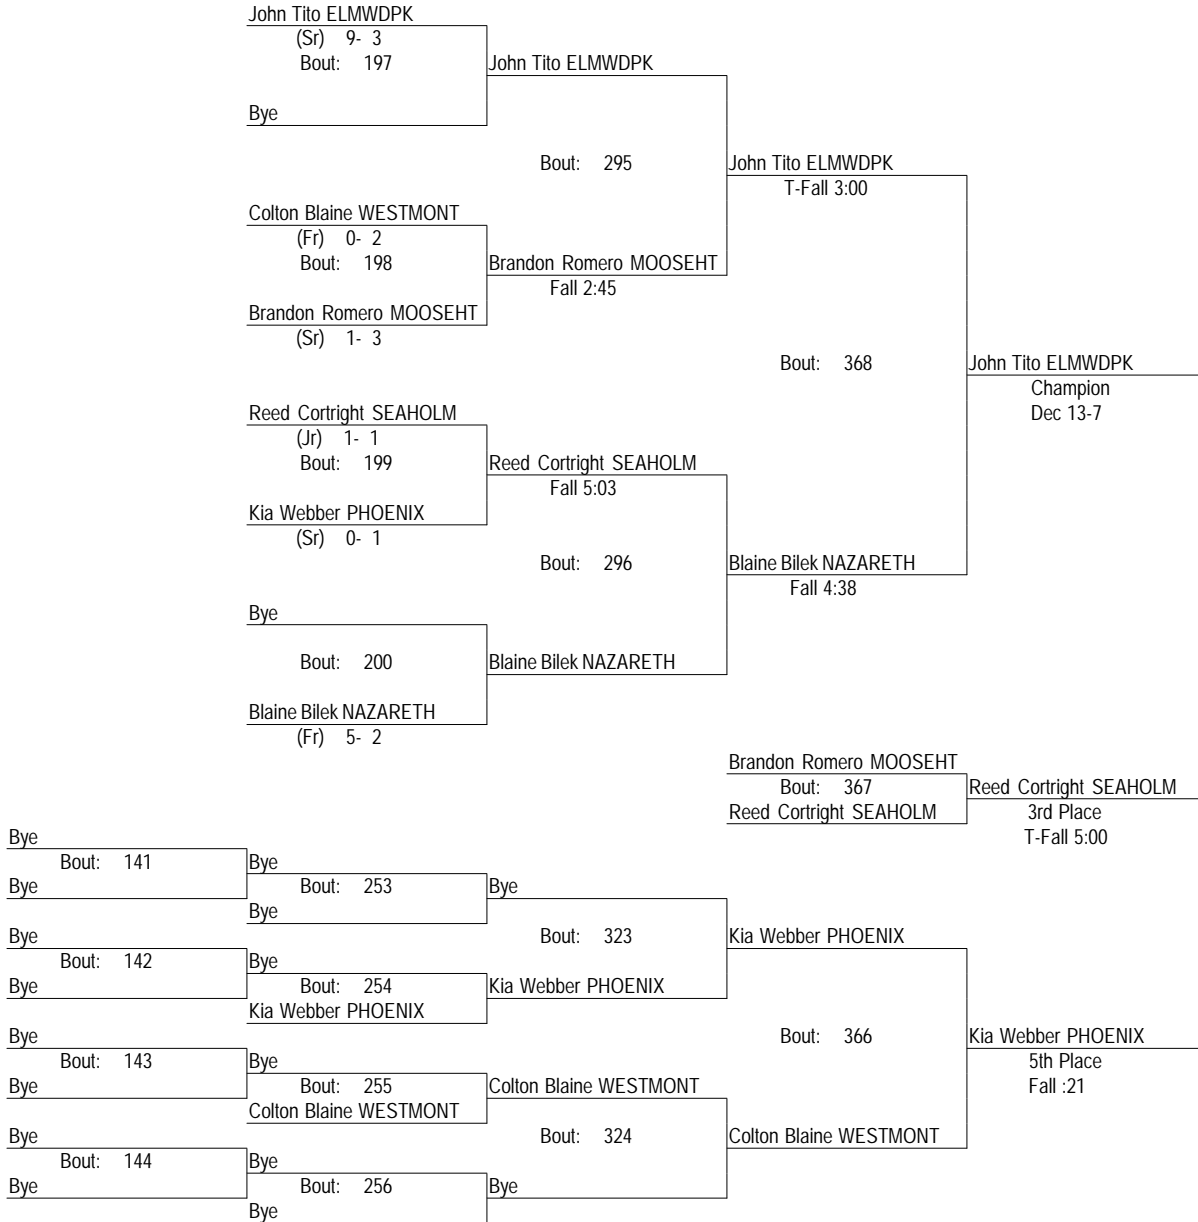 John Tito ELMWDPK
(Sr) 9- 3
Bout: 197
John Tito ELMWDPK
Bye
Bout: 295
John Tito ELMWDPK
T-Fall 3:00
Colton Blaine WESTMONT
(Fr) 0- 2
Bout: 198
Brandon Romero MOOSEHT
Fall 2:45
Brandon Romero MOOSEHT
(Sr) 1- 3
Bout: 368
John Tito ELMWDPK
Champion
Dec 13-7
Reed Cortright SEAHOLM
(Jr) 1- 1
Bout: 199
Reed Cortright SEAHOLM
Fall 5:03
Kia Webber PHOENIX
(Sr) 0- 1
Bout: 296
Blaine Bilek NAZARETH
Fall 4:38
Bye
Bout: 200
Blaine Bilek NAZARETH
Blaine Bilek NAZARETH
(Fr) 5- 2
Brandon Romero MOOSEHT
Bout: 367
Reed Cortright SEAHOLM
Reed Cortright SEAHOLM
3rd Place
T-Fall 5:00
Bye
Bout: 141
Bye
Bye
Bout: 253
Bye
Bye
Bout: 323
Kia Webber PHOENIX
Bye
Bout: 142
Bye
Bye
Bout: 254
Kia Webber PHOENIX
Kia Webber PHOENIX
Bout: 366
Kia Webber PHOENIX
5th Place
Fall :21
Bye
Bout: 143
Bye
Bye
Bout: 255
Colton Blaine WESTMONT
Colton Blaine WESTMONT
Bout: 324
Colton Blaine WESTMONT
Bye
Bout: 144
Bye
Bye
Bout: 256
Bye
Bye